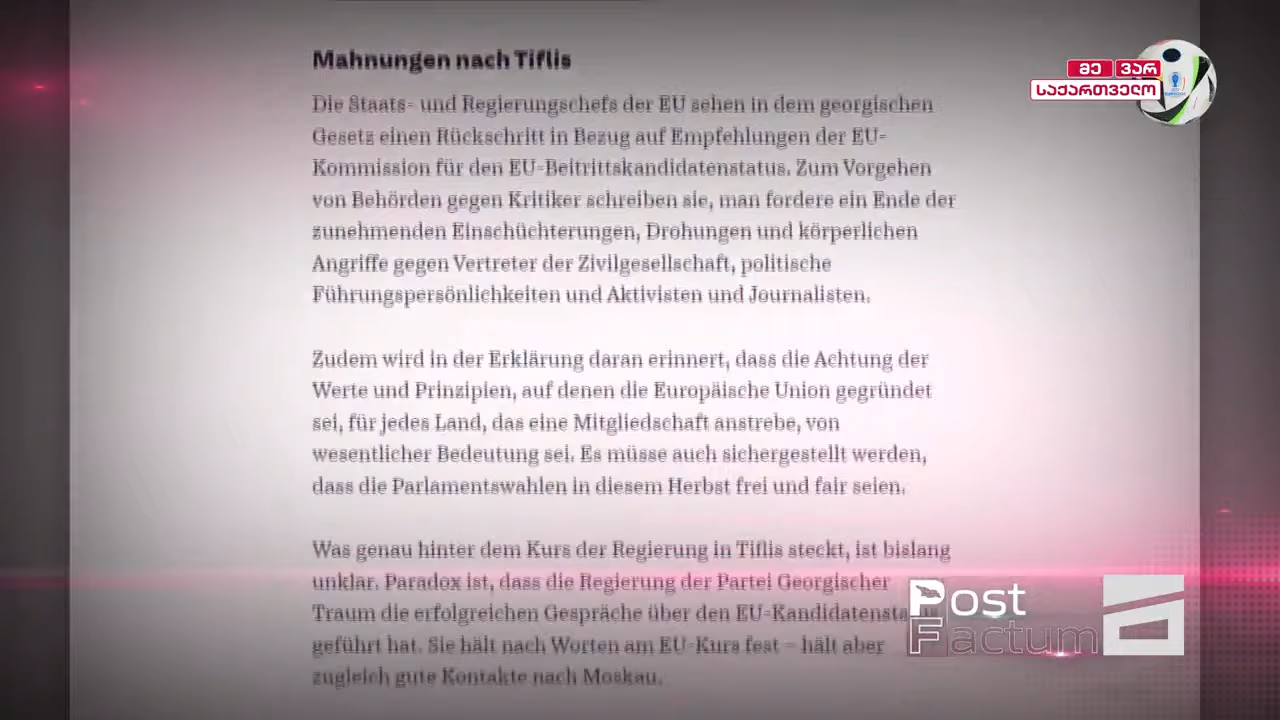 Mahnungen nach Tiflis
Die Staats- und Regierungschefs der EU sehen in dem georgischen
Gesetz einen Rückschritt in Bezug auf Empfehlungen der EU-
Kommission für den EU-Beitrittskandidatenstatus. Zum Vorgehen
von Behörden gegen Kritiker schreiben sie, man fordere ein Ende der
zunehmenden Einschüchterungen, Drohungen und körperlichen
Angriffe gegen Vertreter der Zivilgesellschaft, politische
Führungspersönlichkeiten und Aktivisten und Journalisten.
Zudem wird in der Erklärung daran erinnert, dass die Achtung der
Werte und Prinzipien, auf denen die Europäische Union gegründet
sei, für jedes Land, das eine Mitgliedschaft anstrebe, von
wesentlicher Bedeutung sei. Es müsse auch sichergestellt werden,
dass die Parlamentswahlen in diesem Herbst frei und fair seien.
Was genau hinter dem Kurs der Regierung in Tiflis steckt, ist bislang
unklar. Paradox ist, dass die Regierung der Partei Georgischer
Traum die erfolgreichen Gespräche über den EU-Kandidatenstatus
geführt hat. Sie hält nach Worten am EU-Kurs fest – hält aber
zugleich gute Kontakte nach Moskau.
მე ვარ
საქართველო
Post
Factum